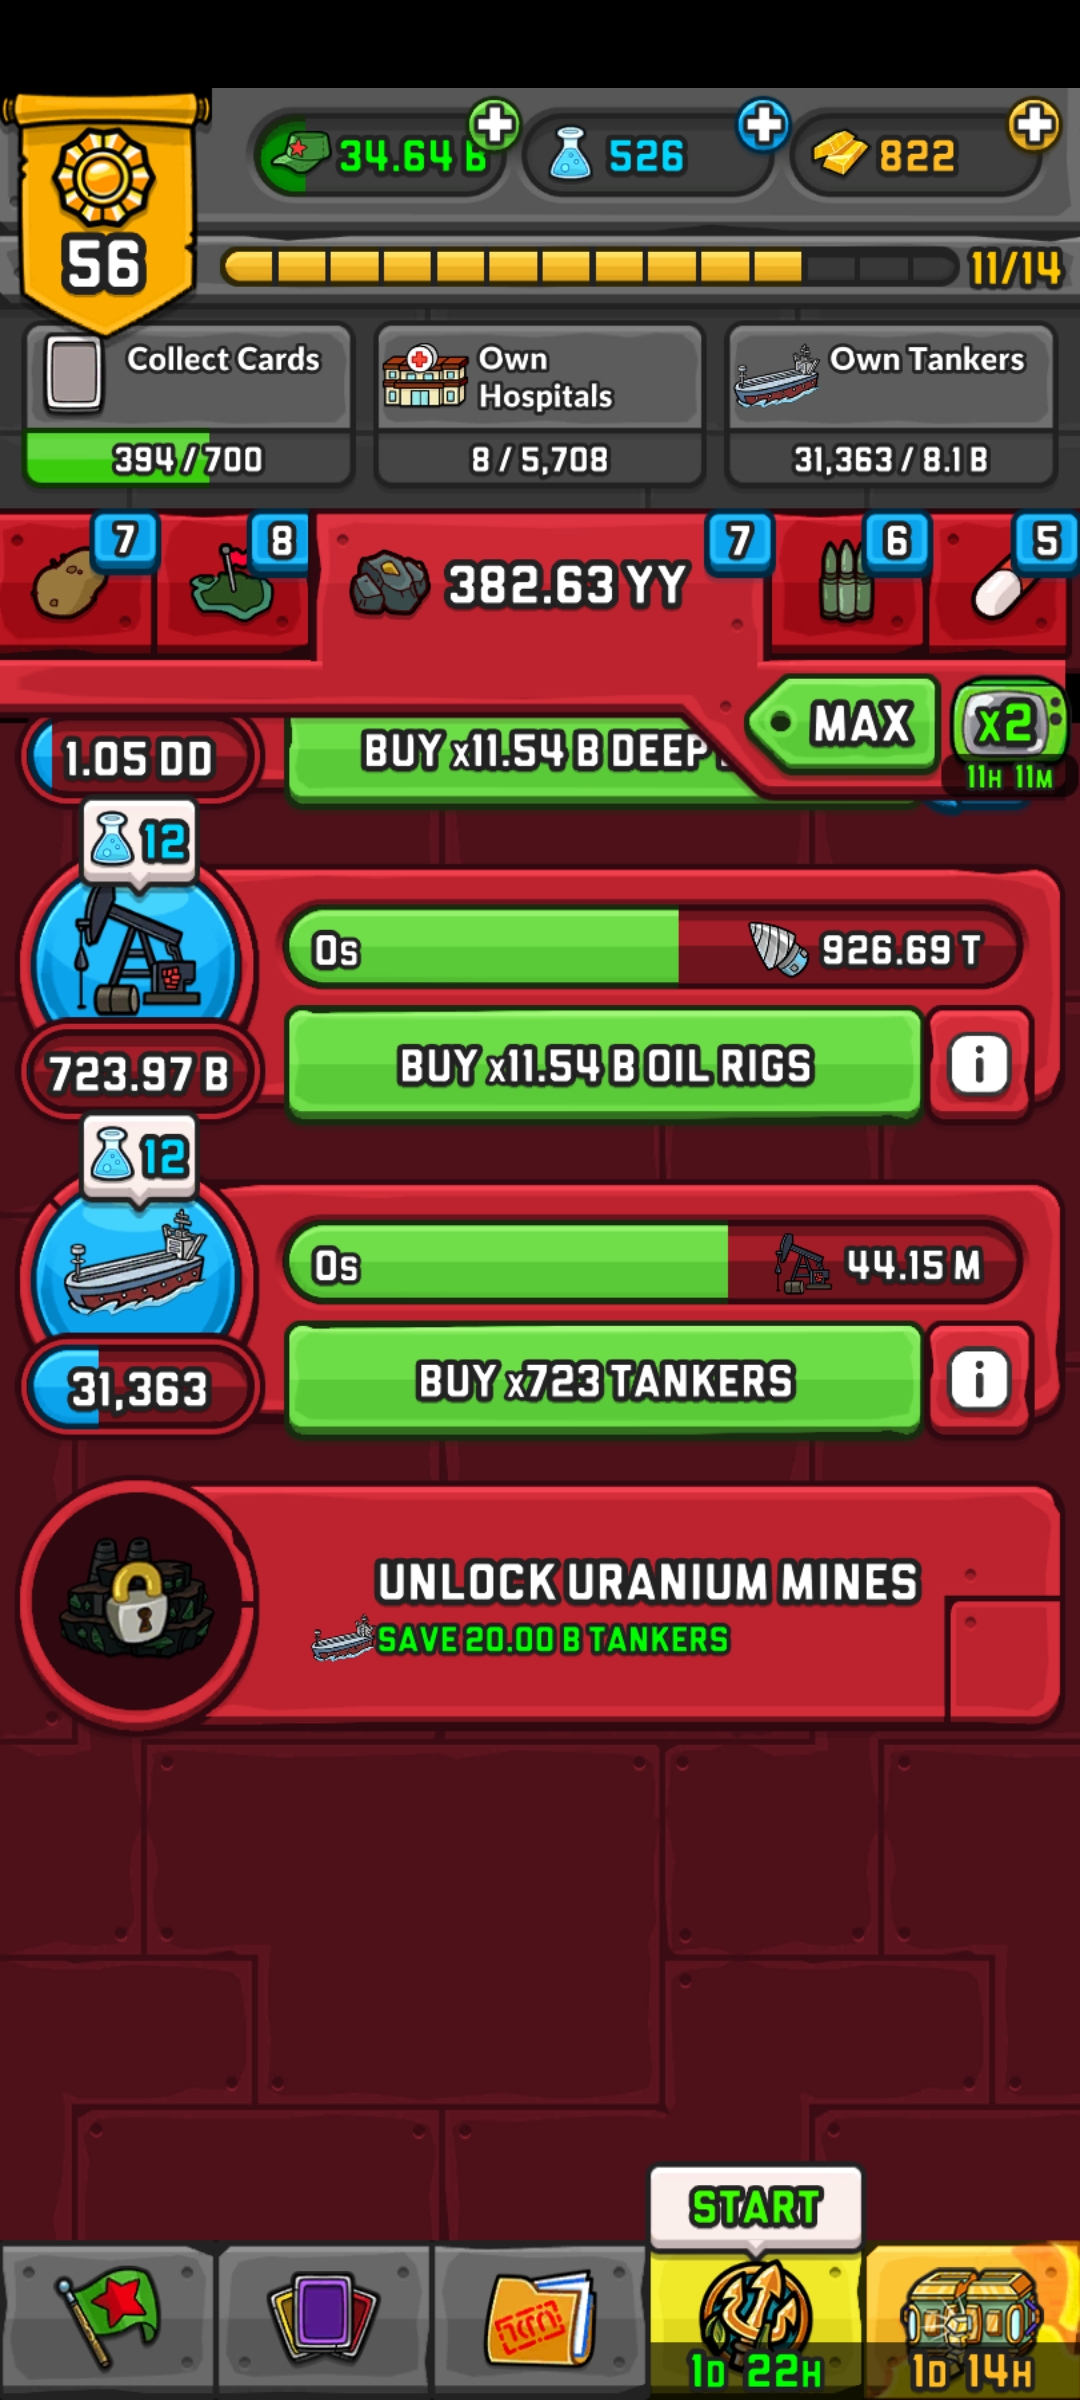 34.64 B
526
822
56
11/14
Collect Cards
394 / 700
Own
Hospitals
8 / 5,708
Own Tankers
31,363 / 8.1 B
7
8
382.63 YY
7
6
5
MAX
x2
11H 11M
1.05 DD
BUY x11.54 B DEEP
12
0s
926.69 T
723.97 B
BUY x11.54 B OIL RIGS
i
12
0s
44.15 M
31,363
BUY x723 TANKERS
i
UNLOCK URANIUM MINES
SAVE 20.00 B TANKERS
START
1D 22H
1D 14H